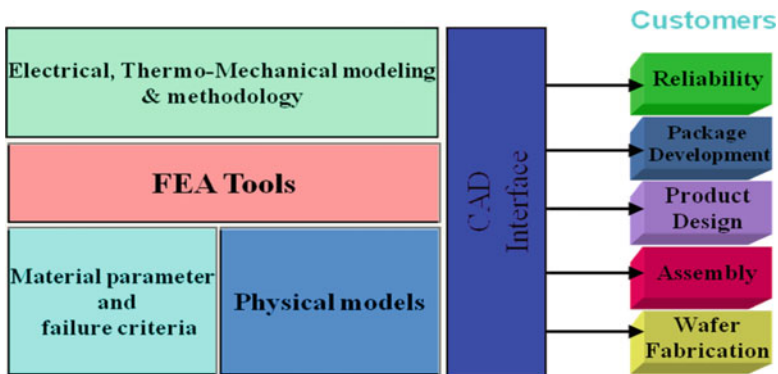 Customers
Electrical, Thermo-Mechanical modeling
& methodology
FEA Tools
Material parameter
and
failure criteria
Physical models
CAD
Interface
Reliability
Package
Development
Product
Design
Assembly
Wafer
Fabrication